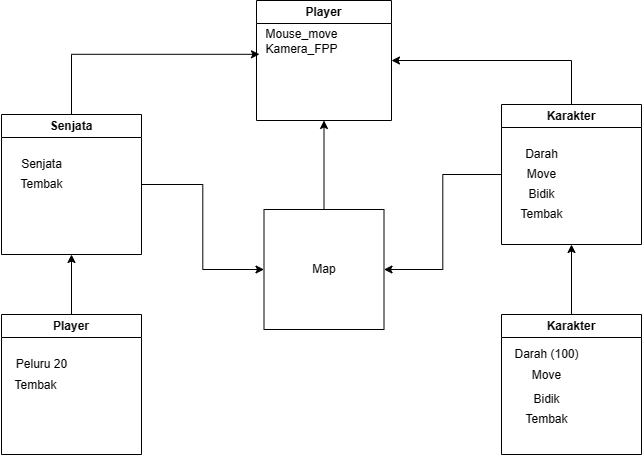 Player
Mouse_move
Kamera_FPP
Senjata
Senjata
Tembak
Karakter
Darah
Move
Bidik
Tembak
Map
Player
Peluru 20
Tembak
Karakter
Darah (100)
Move
Bidik
Tembak